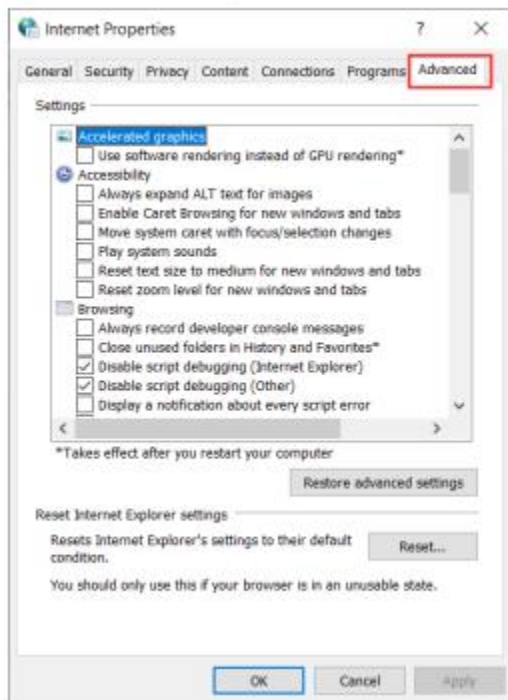 Internet Properties
?
General Security Privacy Content Connections Programs Advanced
Settings
Accelerated graphics
Use software rendering instead of GPU rendering*
Accessibility
Always expand ALT text for images
Enable Caret Browsing for new windows and tabs
Move system caret with focus/selection changes
Play system sounds
Reset text size to medium for new windows and tabs
Reset zoom level for new windows and tabs
Browsing
Always record developer console messages
Close unused folders in History and Favorites*
Disable script debugging (Internet Explorer)
Disable script debugging (Other)
Display a notification about every script error
*Takes effect after you restart your computer
Restore advanced settings
Reset Internet Explorer settings
Resets Internet Explorer's settings to their default
condition.
Reset...
You should only use this if your browser is in an unusable state.
OK Cancel Apply